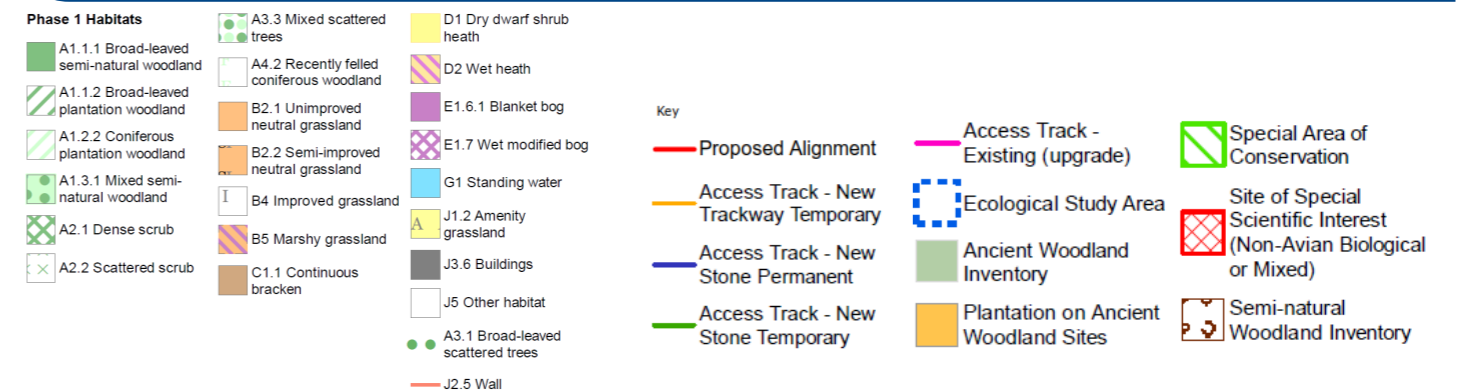 Phase 1 Habitats
A1.1.1 Broad-leaved
semi-natural woodland
A1.1.2 Broad-leaved
plantation woodland
A1.2.2 Coniferous
plantation woodland
A1.3.1 Mixed semi-
natural woodland
A2.1 Dense scrub
A2.2 Scattered scrub
A3.3 Mixed scattered
trees
A4.2 Recently felled
coniferous woodland
B2.1 Unimproved
neutral grassland
B2.2 Semi-improved
neutral grassland
I
B4 Improved grassland
B5 Marshy grassland
C1.1 Continuous
bracken
D1 Dry dwarf shrub
heath
D2 Wet heath
E1.6.1 Blanket bog
E1.7 Wet modified bog
G1 Standing water
J1.2 Amenity
A
grassland
J3.6 Buildings
J5 Other habitat
A3.1 Broad-leaved
scattered trees
J2.5 Wall
Key
Proposed Alignment
Access Track - New
Trackway Temporary
Access Track - New
Stone Permanent
Access Track - New
Stone Temporary
Access Track -
Existing (upgrade)
Ecological Study Area
Ancient Woodland
Inventory
Plantation on Ancient
Woodland Sites
Special Area of
Conservation
Site of Special
Scientific Interest
(Non-Avian Biological
or Mixed)
Semi-natural
Woodland Inventory